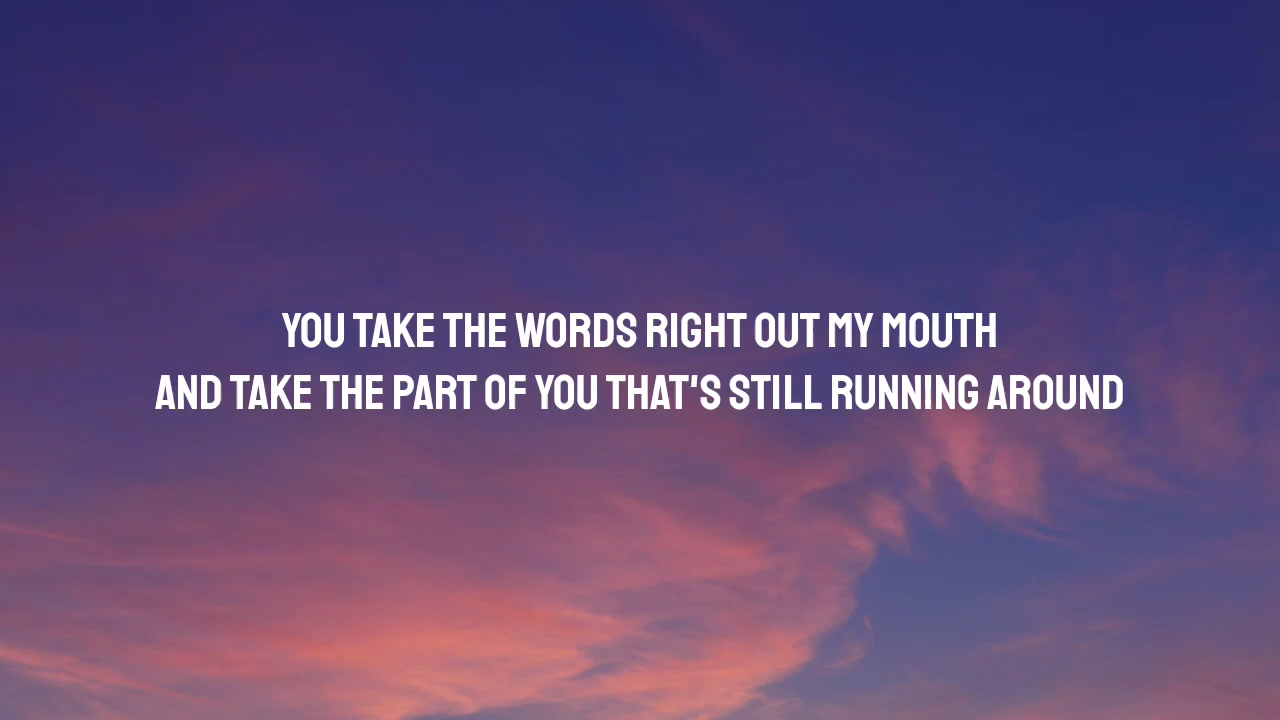 YOU TAKE THE WORDS RIGHT OUT MY MOUTH
AND TAKE THE PART OF YOU THAT'S STILL RUNNING AROUND